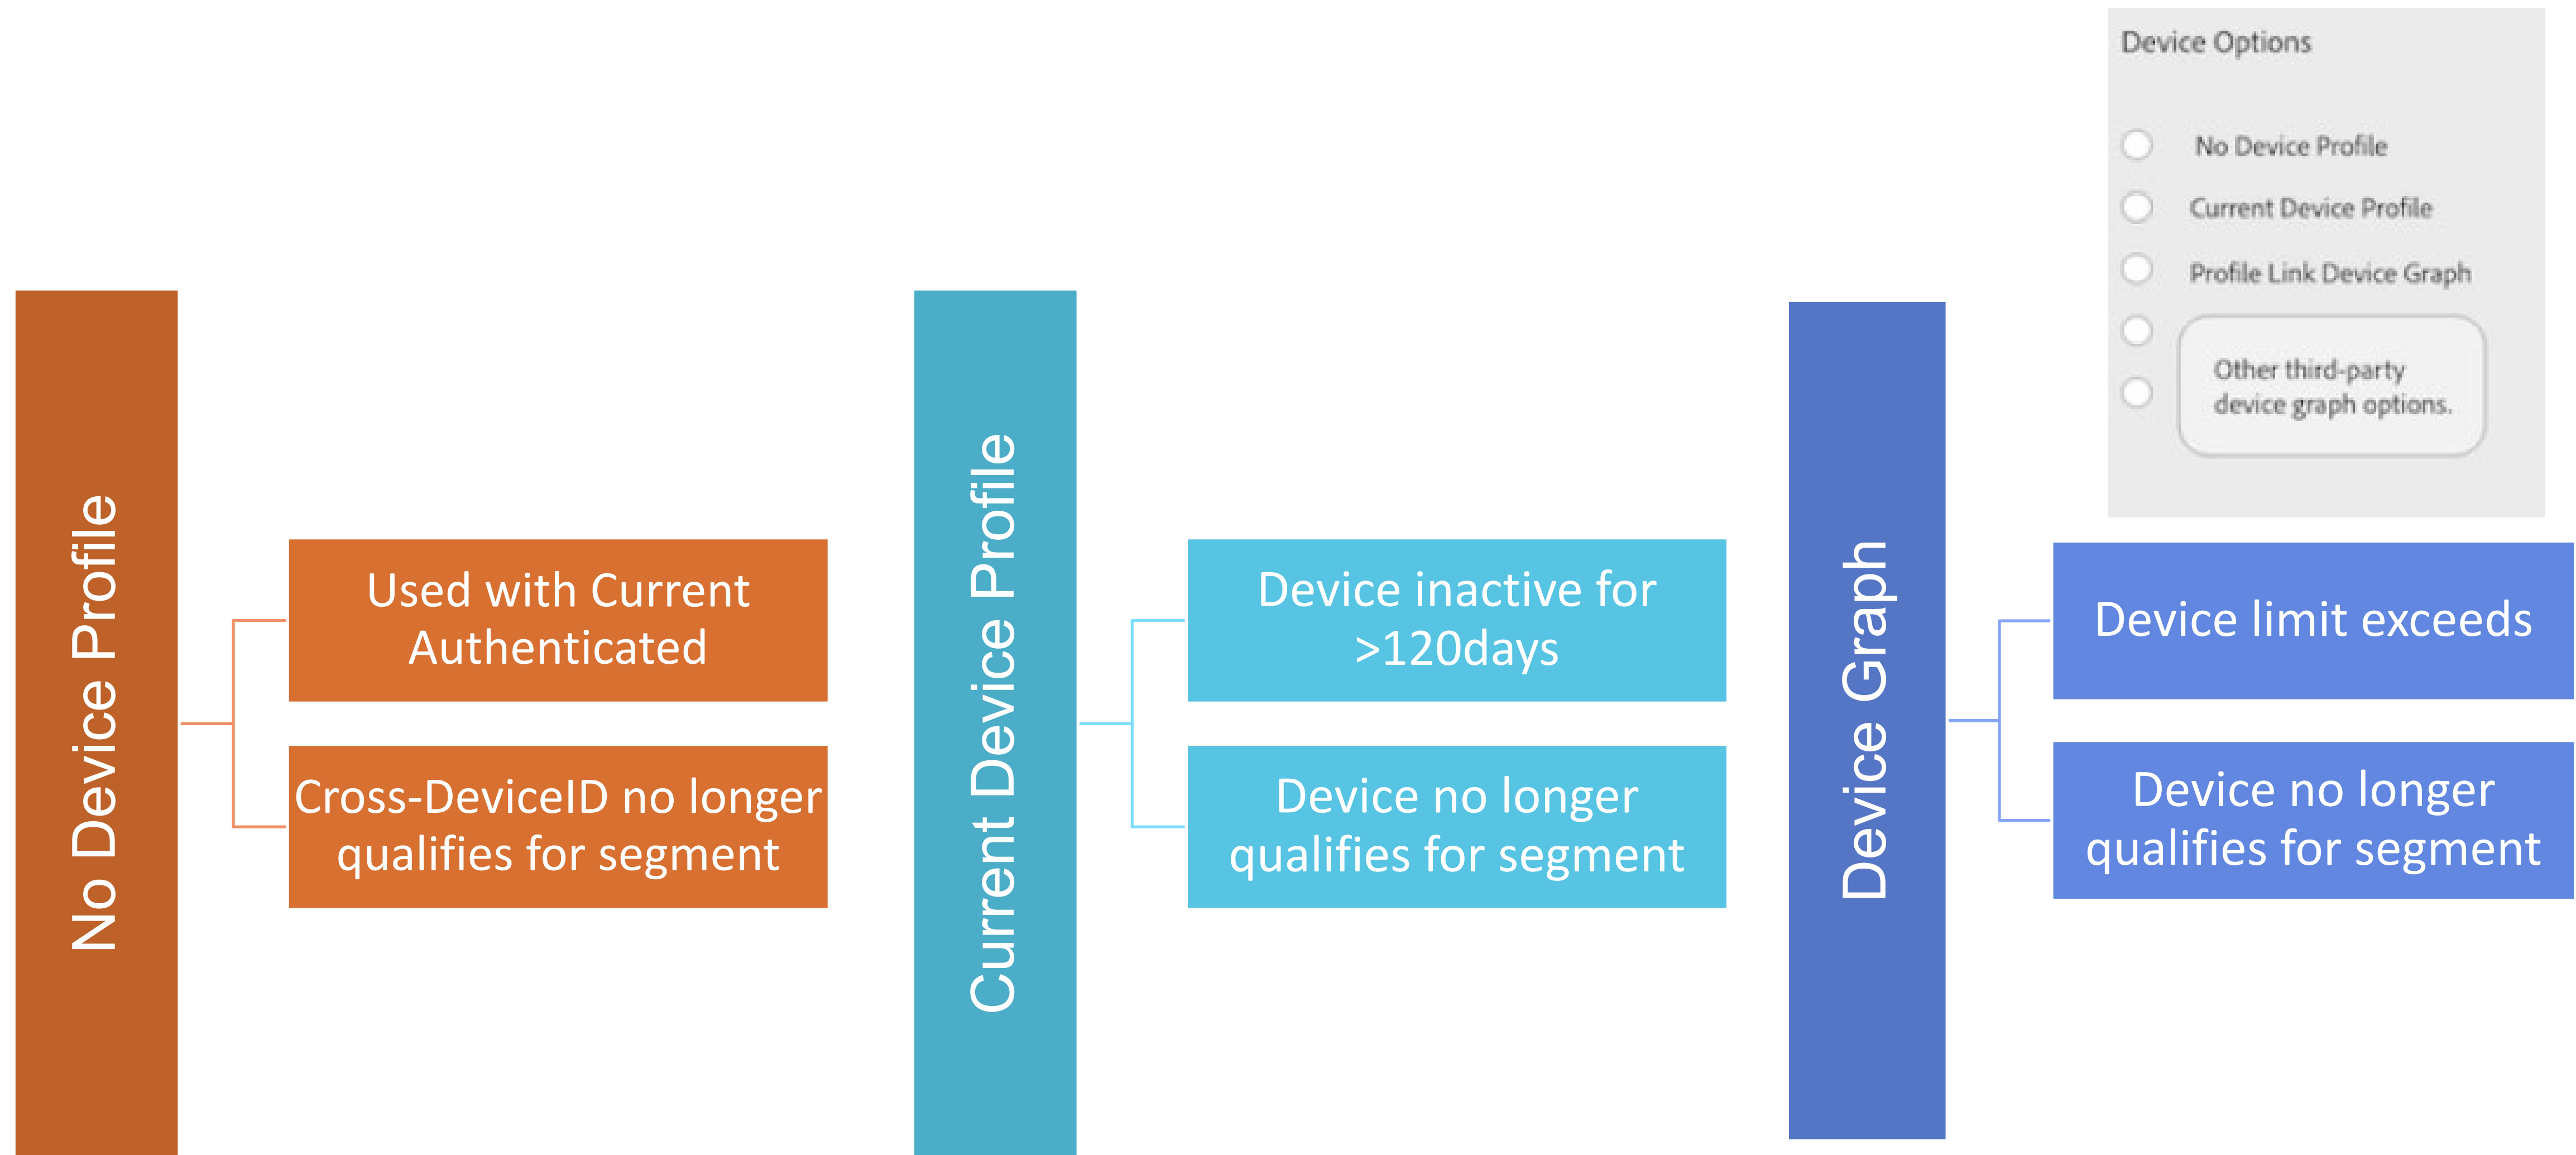 Device Options
No Device Profile
Current Device Profile
Profile Link Device Graph
Other third-party
device graph options.
No Device Profile
Used with Current
Authenticated
Cross-DeviceID no longer
qualifies for segment
Current Device Profile
Device inactive for
>120days
Device no longer
qualifies for segment
Device Graph
Device limit exceeds
Device no longer
qualifies for segment